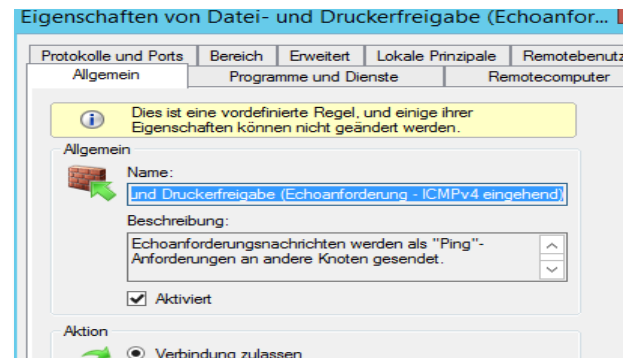 Eigenschaften von Datei- und Druckerfreigabe (Echoanfor...
Protokolle und Ports Bereich Erweitert Lokale Prinzipale Remotebenutz
Allgemein Programme und Dienste Remotecomputer
Dies ist eine vordefinierte Regel, und einige ihrer
Eigenschaften können nicht geändert werden.
Allgemein
Name:
und Druckerfreigabe (Echoanforderung - ICMPv4 eingehend)
Beschreibung:
Echoanforderungsnachrichten werden als "Ping"-
Anforderungen an andere Knoten gesendet.
Aktiviert
Aktion
Verbindung zulassen